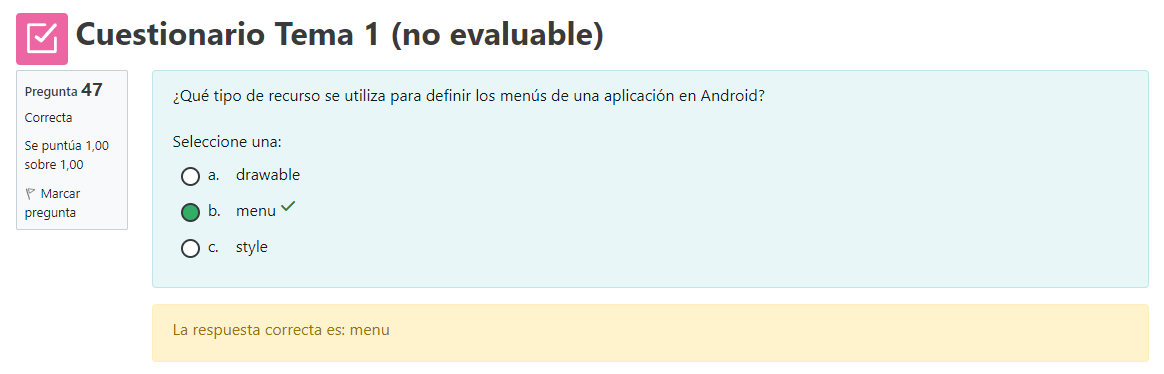 Cuestionario Tema 1 (no evaluable)
Pregunta 47
Correcta
Se puntúa 1,00
sobre 1,00
Marcar
pregunta
¿Qué tipo de recurso se utiliza para definir los menús de una aplicación en Android?
Seleccione una:
a. drawable
b. menu
c. style
La respuesta correcta es: menu